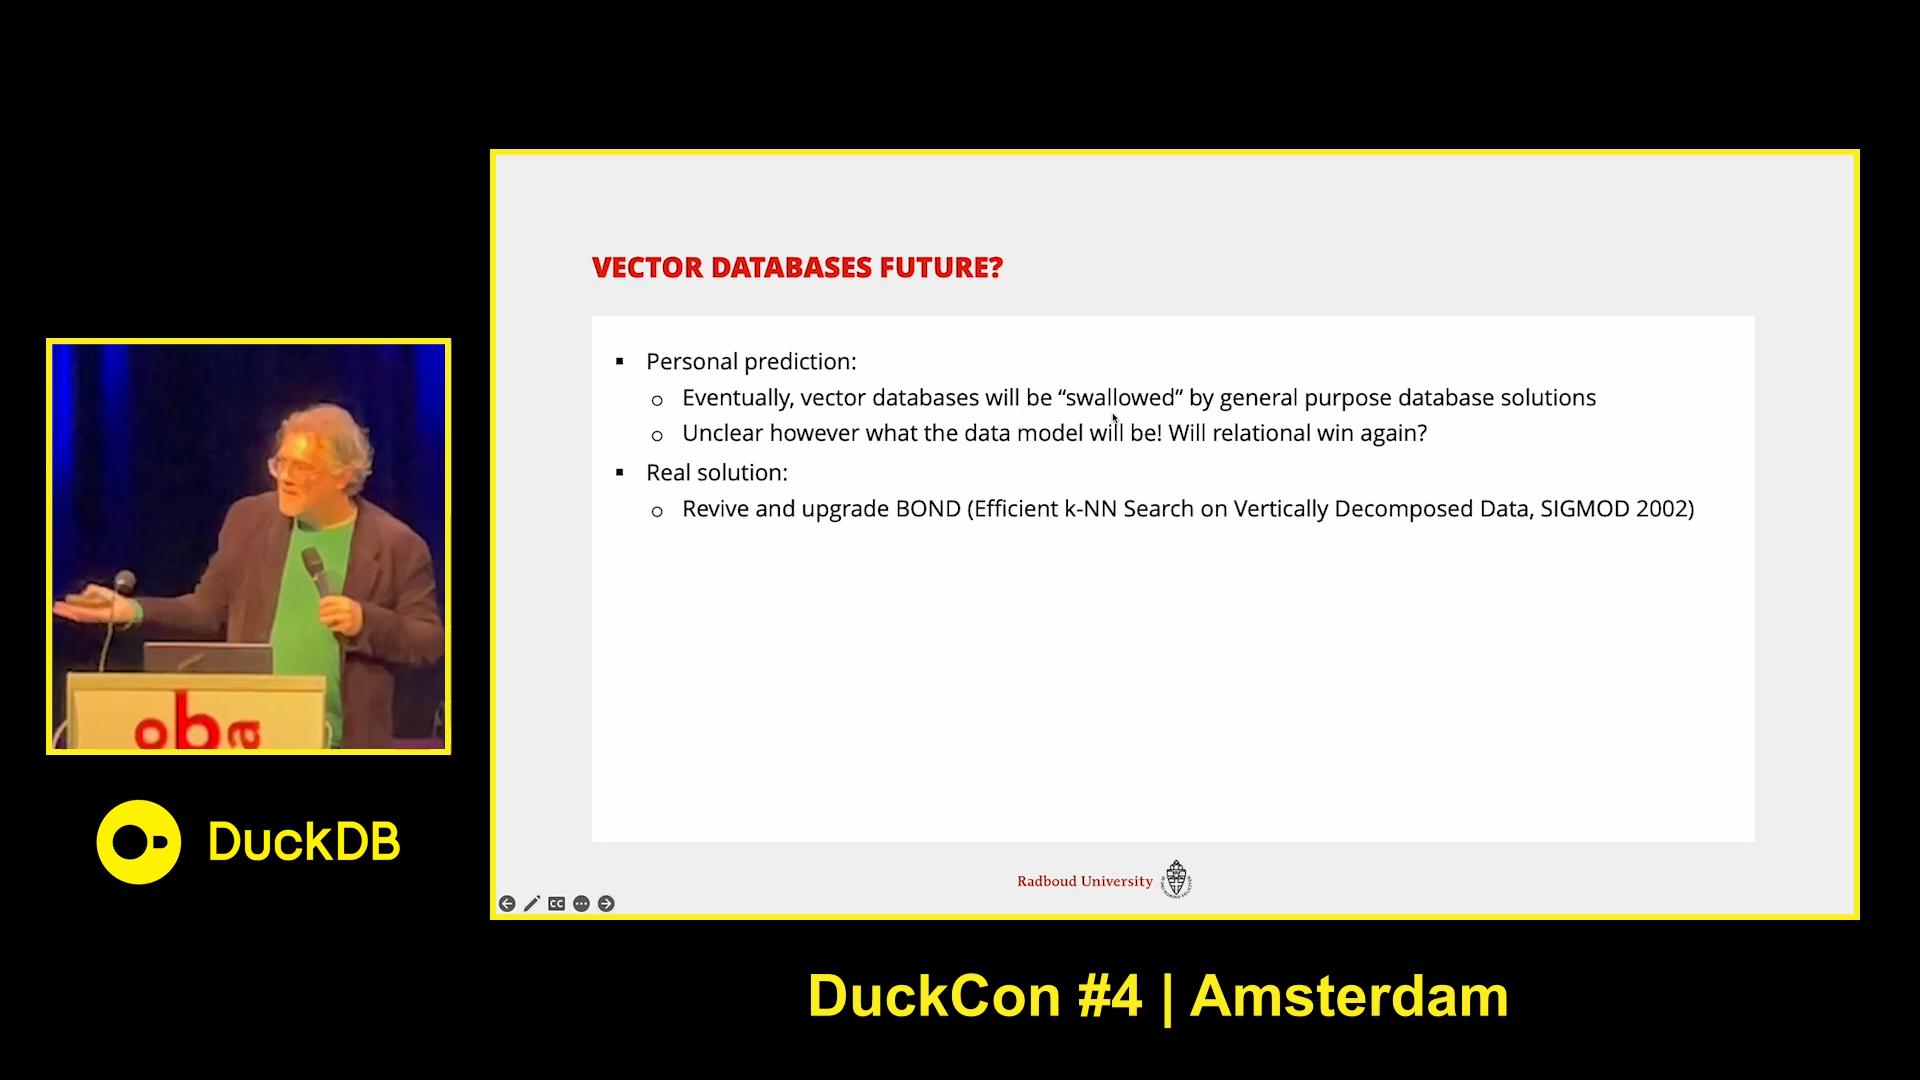 VECTOR DATABASES FUTURE?
▪ Personal prediction:
o Eventually, vector databases will be “swallowed” by general purpose database solutions
o Unclear however what the data model will be! Will relational win again?
▪ Real solution:
o Revive and upgrade BOND (Efficient k-NN Search on Vertically Decomposed Data, SIGMOD 2002)
Radboud University
CC
oba
DuckDB
DuckCon #4 | Amsterdam